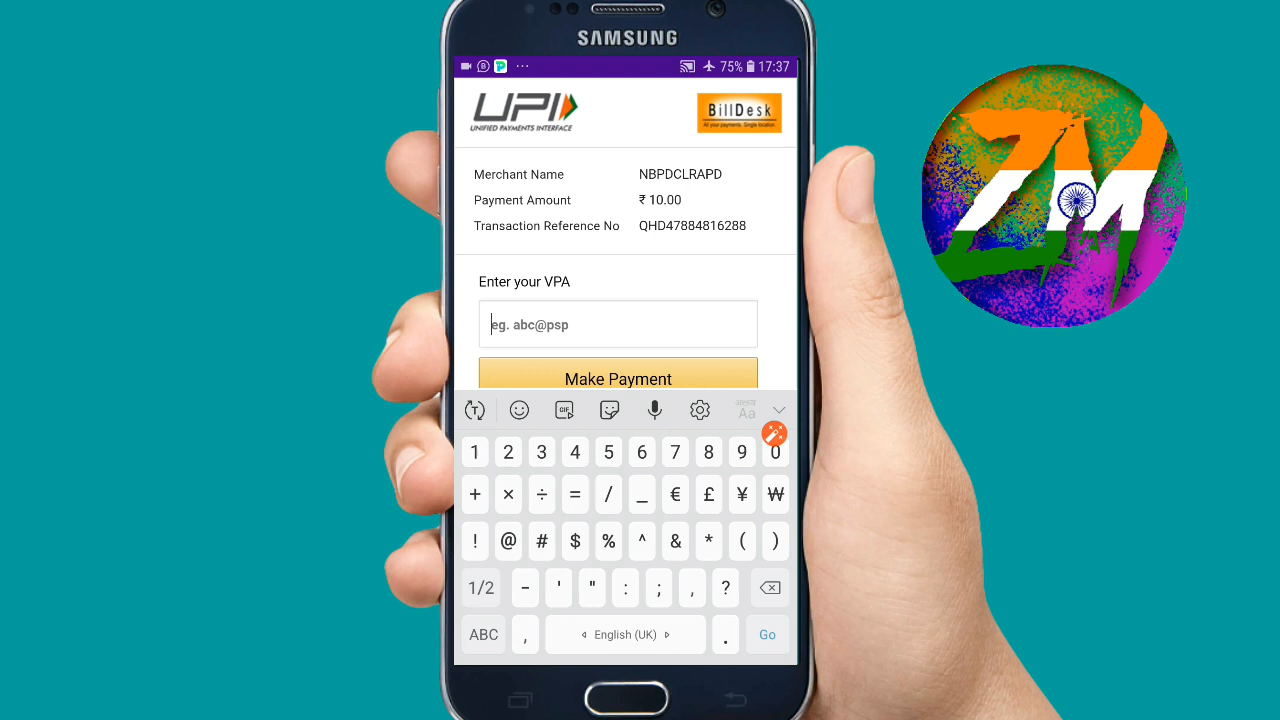 SAMSUNG
75% 17:37
UPI
UNIFIED PAYMENTS INTERFACE
BillDesk
All your payments. Single location.
Merchant Name NBPDCLRAPD
Payment Amount ₹ 10.00
Transaction Reference No QHD47884816288
Enter your VPA
eg. abc@psp
Make Payment
T GIF Aa
1 2 3 4 5 6 7 8 9 0
+ × ÷ = / _ € £ ¥ ₩
! @ # $ % ^ & * ( )
1/2 - ' " : ; , ?
ABC , English (UK) . Go
ZM